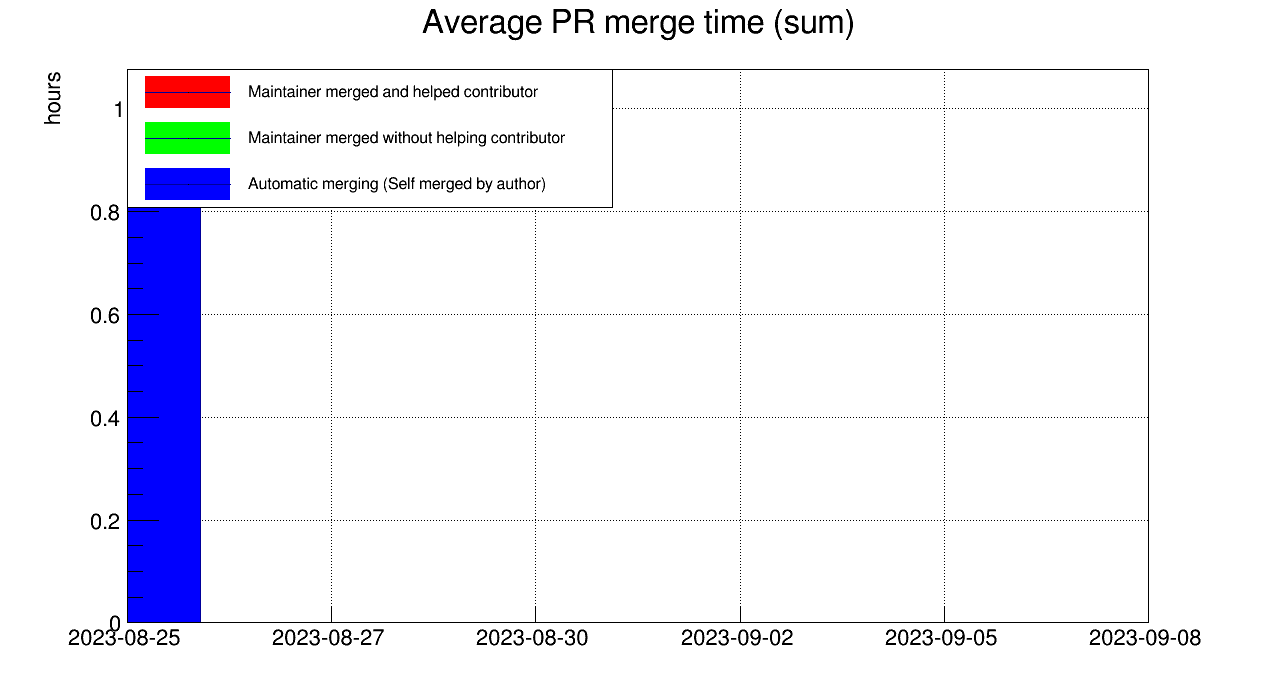 Average PR merge time (sum)
hours
Maintainer merged and helped contributor
Maintainer merged without helping contributor
Automatic merging (Self merged by author)
1
0.8
0.6
0.4
0.2
0
2023-08-25 2023-08-27 2023-08-30 2023-09-02 2023-09-05 2023-09-08